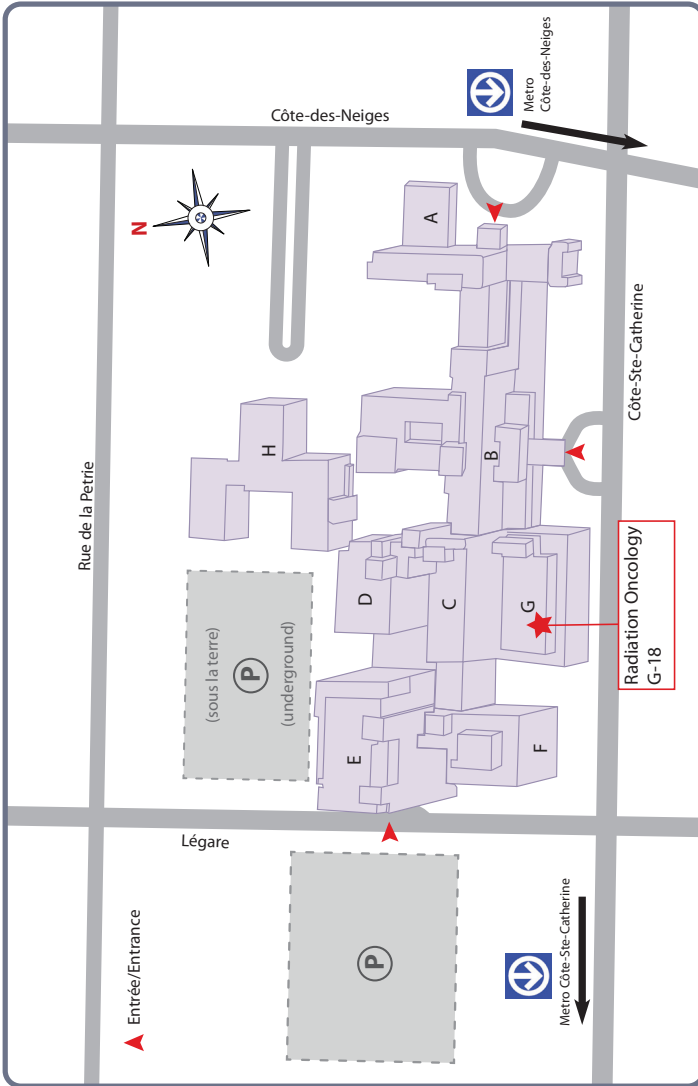 Côte-des-Neiges
Metro
Côte-des-Neiges
N
A
Rue de la Petrie
H
B
Côte-Ste-Catherine
(sous la terre)
P
(underground)
D
C
G
Radiation Oncology
G-18
E
F
Légare
Entrée/Entrance
P
Metro Côte-Ste-Catherine